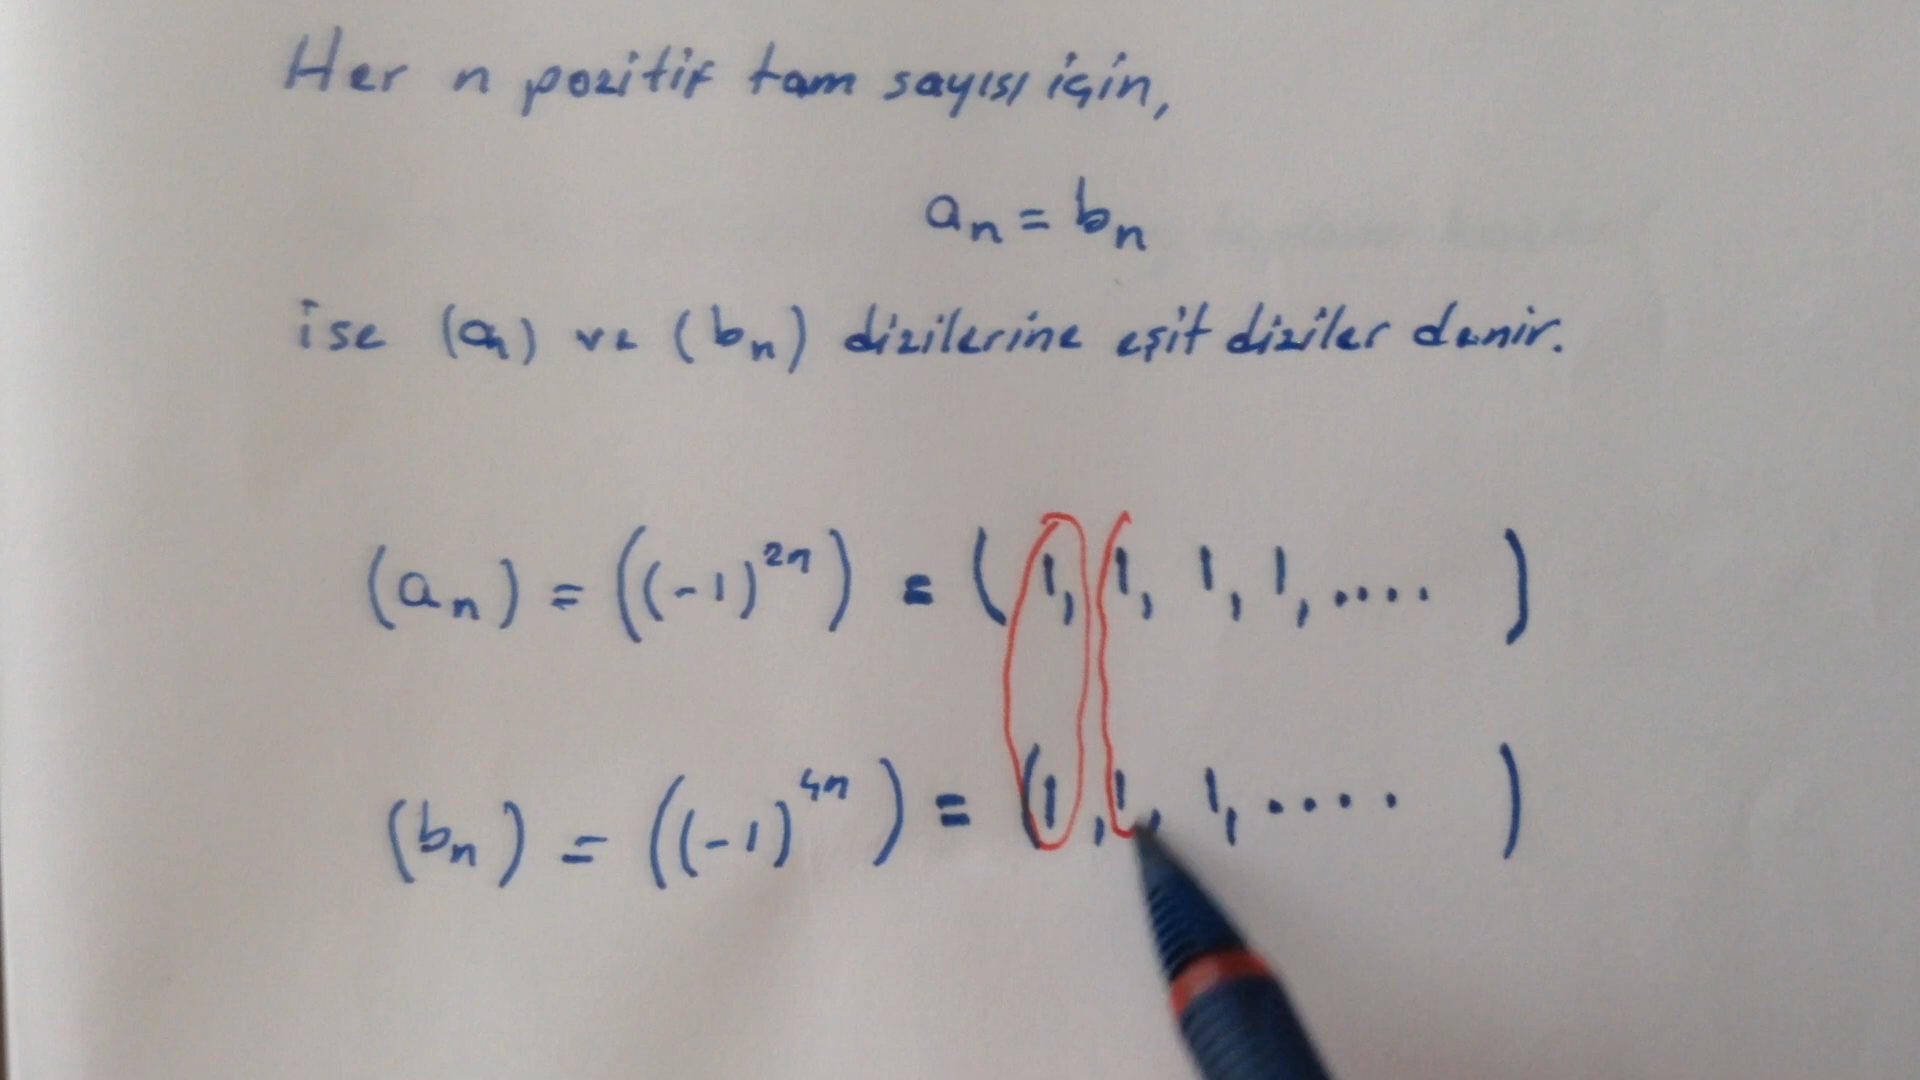 Her n pozitif tam sayısı için,
aₙ = bₙ
ise (aₙ) ve (bₙ) dizilerine eşit diziler denir.
(aₙ) = ((-1)²ⁿ) = (1, 1, 1, 1, .... )
(bₙ) = ((-1)⁴ⁿ) = (1, 1, 1, .... )